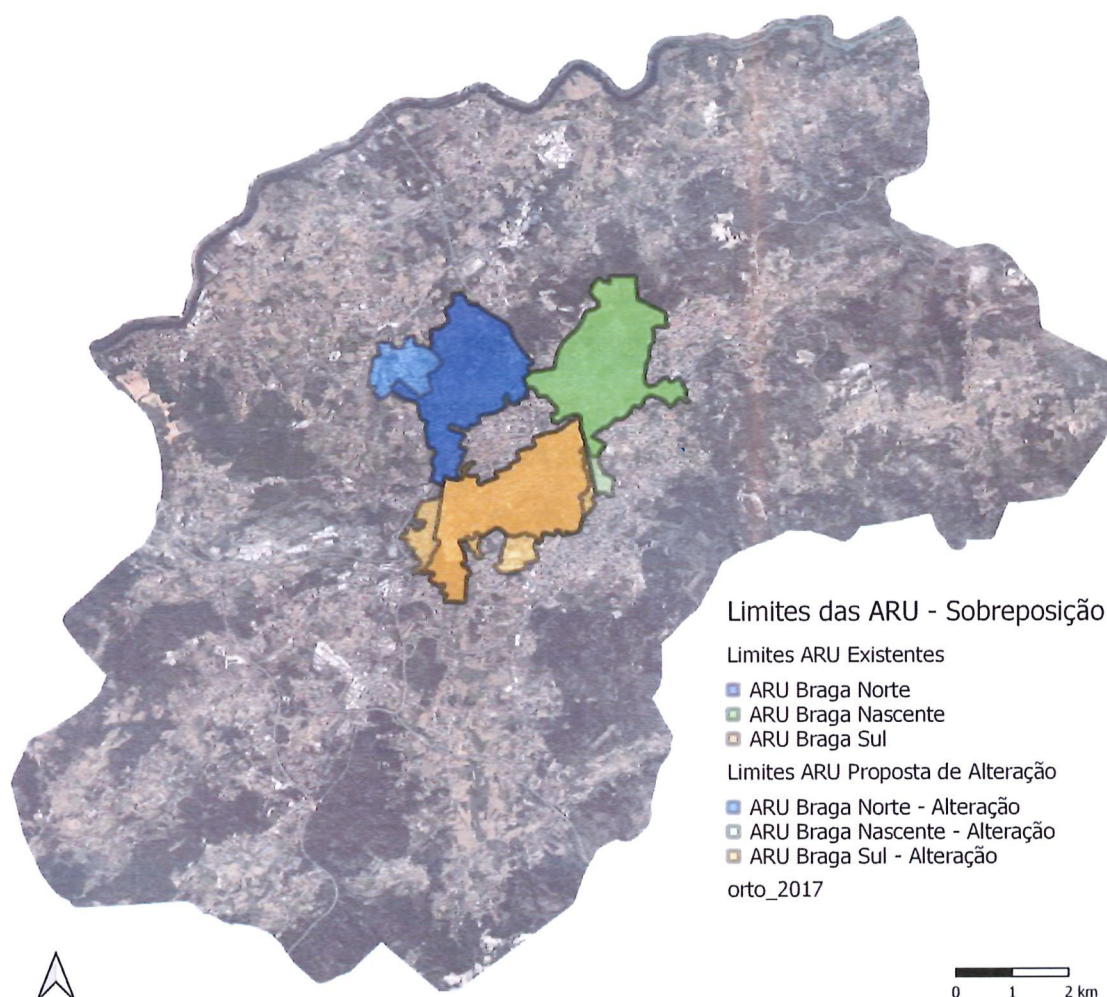 Limites das ARU - Sobreposição
Limites ARU Existentes
ARU Braga Norte
ARU Braga Nascente
ARU Braga Sul
Limites ARU Proposta de Alteração
ARU Braga Norte - Alteração
ARU Braga Nascente - Alteração
ARU Braga Sul - Alteração
orto_2017
0 1 2 km